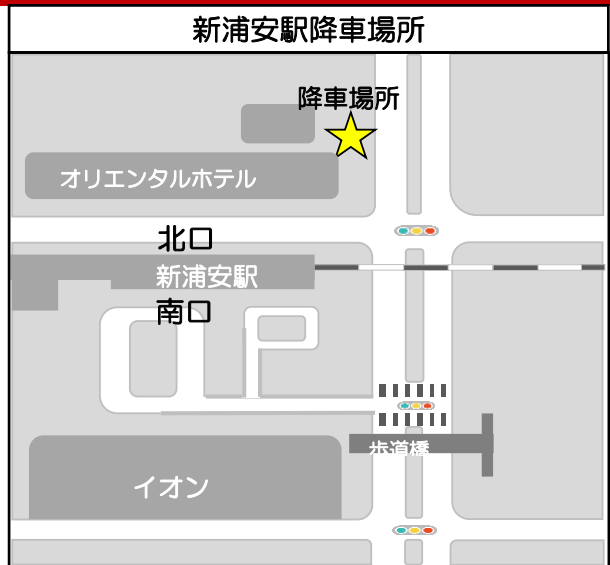 新浦安駅降車場所
降車場所
オリエンタルホテル
北口
新浦安駅
南口
歩道橋
イオン